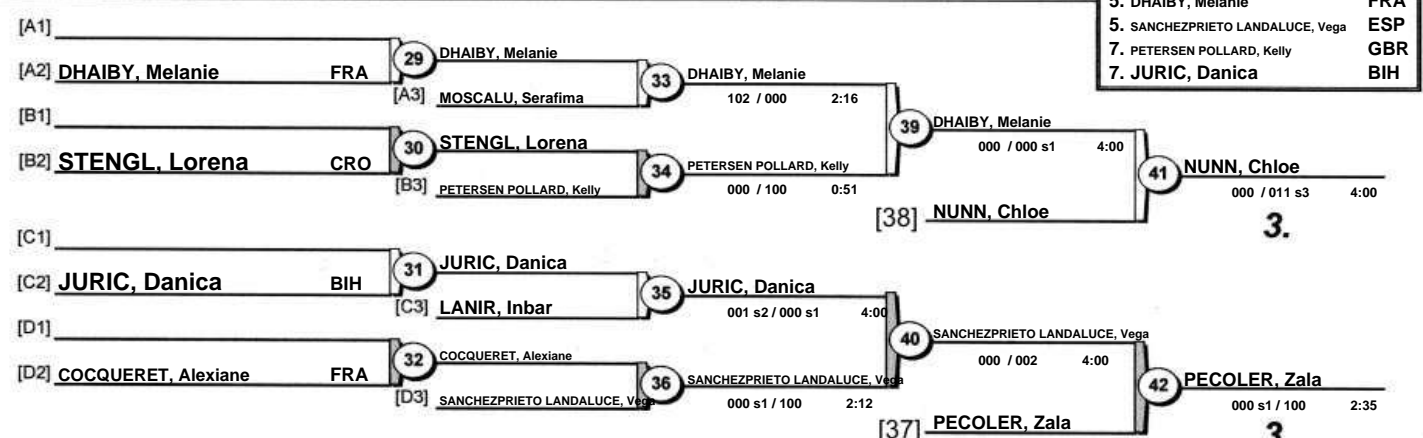 5. DHAIBY, Melanie FRA
5. SANCHEZPRIETO LANDALUCE, Vega ESP
7. PETERSEN POLLARD, Kelly GBR
7. JURIC, Danica BIH
[A1]
[A2] DHAIBY, Melanie FRA
29
DHAIBY, Melanie
[A3] MOSCALU, Serafima
33
DHAIBY, Melanie
102 / 000 2:16
[B1]
[B2] STENGL, Lorena CRO
30
STENGL, Lorena
[B3] PETERSEN POLLARD, Kelly
34
PETERSEN POLLARD, Kelly
000 / 100 0:51
39
DHAIBY, Melanie
000 / 000 s1 4:00
[38] NUNN, Chloe
41
NUNN, Chloe
000 / 011 s3 4:00
3.
[C1]
[C2] JURIC, Danica BIH
31
JURIC, Danica
[C3] LANIR, Inbar
35
JURIC, Danica
001 s2 / 000 s1 4:00
[D1]
[D2] COCQUERET, Alexiane FRA
32
COCQUERET, Alexiane
[D3] SANCHEZPRIETO LANDALUCE, Vega
36
SANCHEZPRIETO LANDALUCE, Vega
000 s1 / 100 2:12
40
SANCHEZPRIETO LANDALUCE, Vega
000 / 002 4:00
[37] PECOLER, Zala
42
PECOLER, Zala
000 s1 / 100 2:35
3